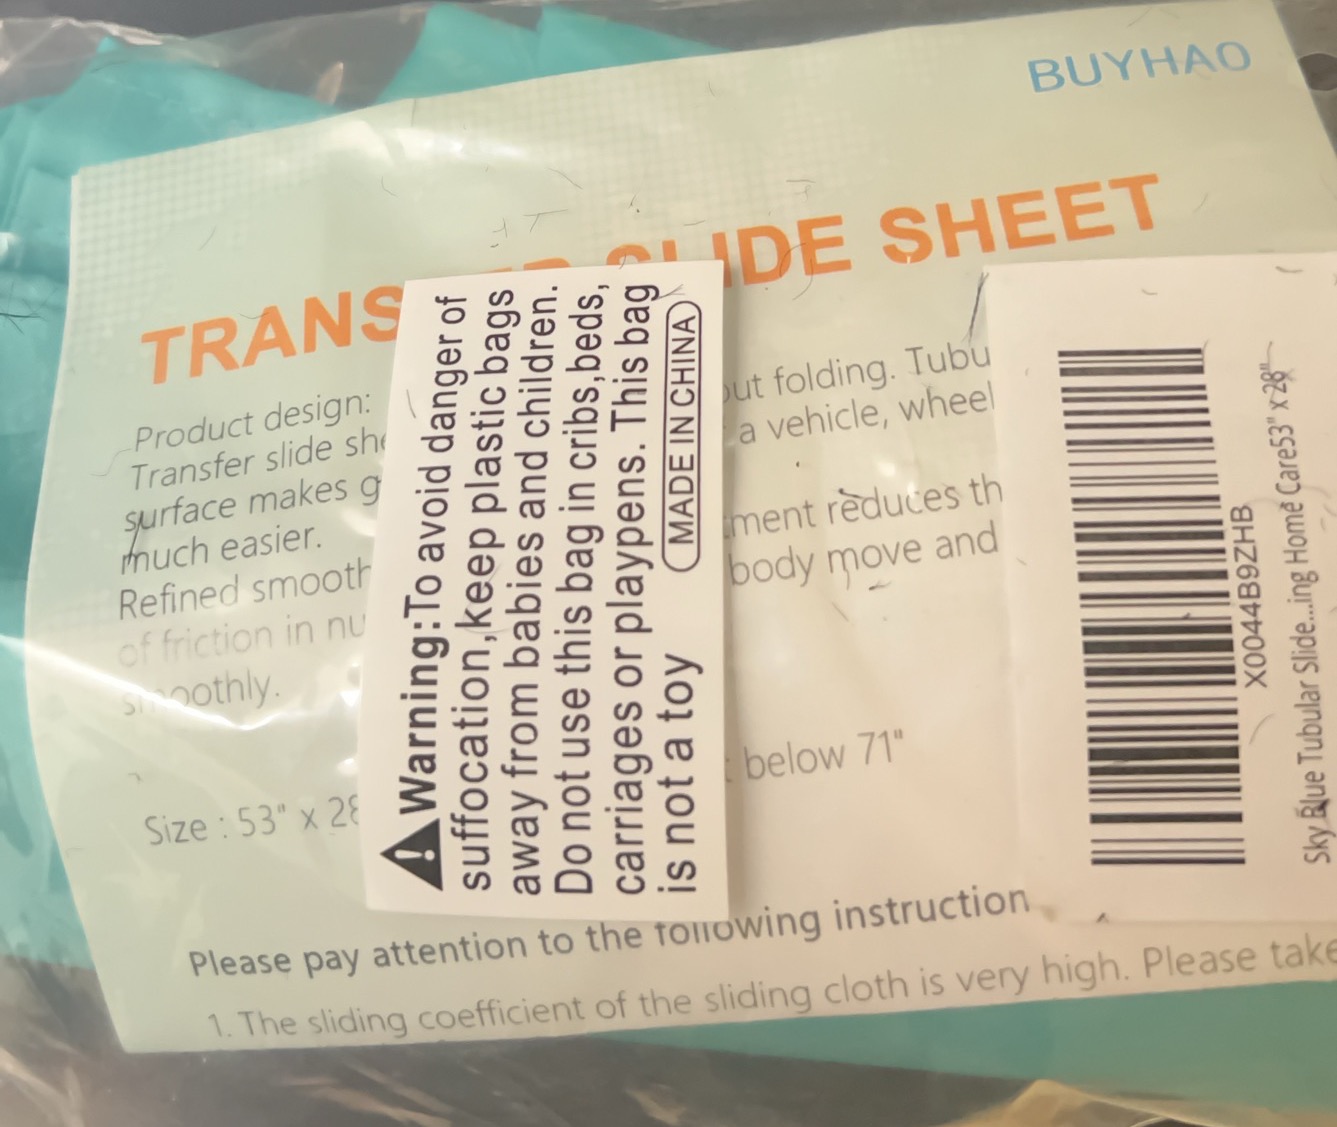 BUYHAO
TRANS IDE SHEET
Product design: out folding. Tubu
Transfer slide she a vehicle, wheel
surface makes g
much easier.
Refined smooth ment reduces th
of friction in nu body move and
smoothly.
Size : 53" x 28 : below 71"
Please pay attention to the following instruction
1. The sliding coefficient of the sliding cloth is very high. Please take
Warning:To avoid danger of
suffocation,keep plastic bags
away from babies and children.
Do not use this bag in cribs,beds,
carriages or playpens. This bag
is not a toy MADE IN CHINA
X0044B9ZHB
Sky Blue Tubular Slide...ing Home Care53" x 28"